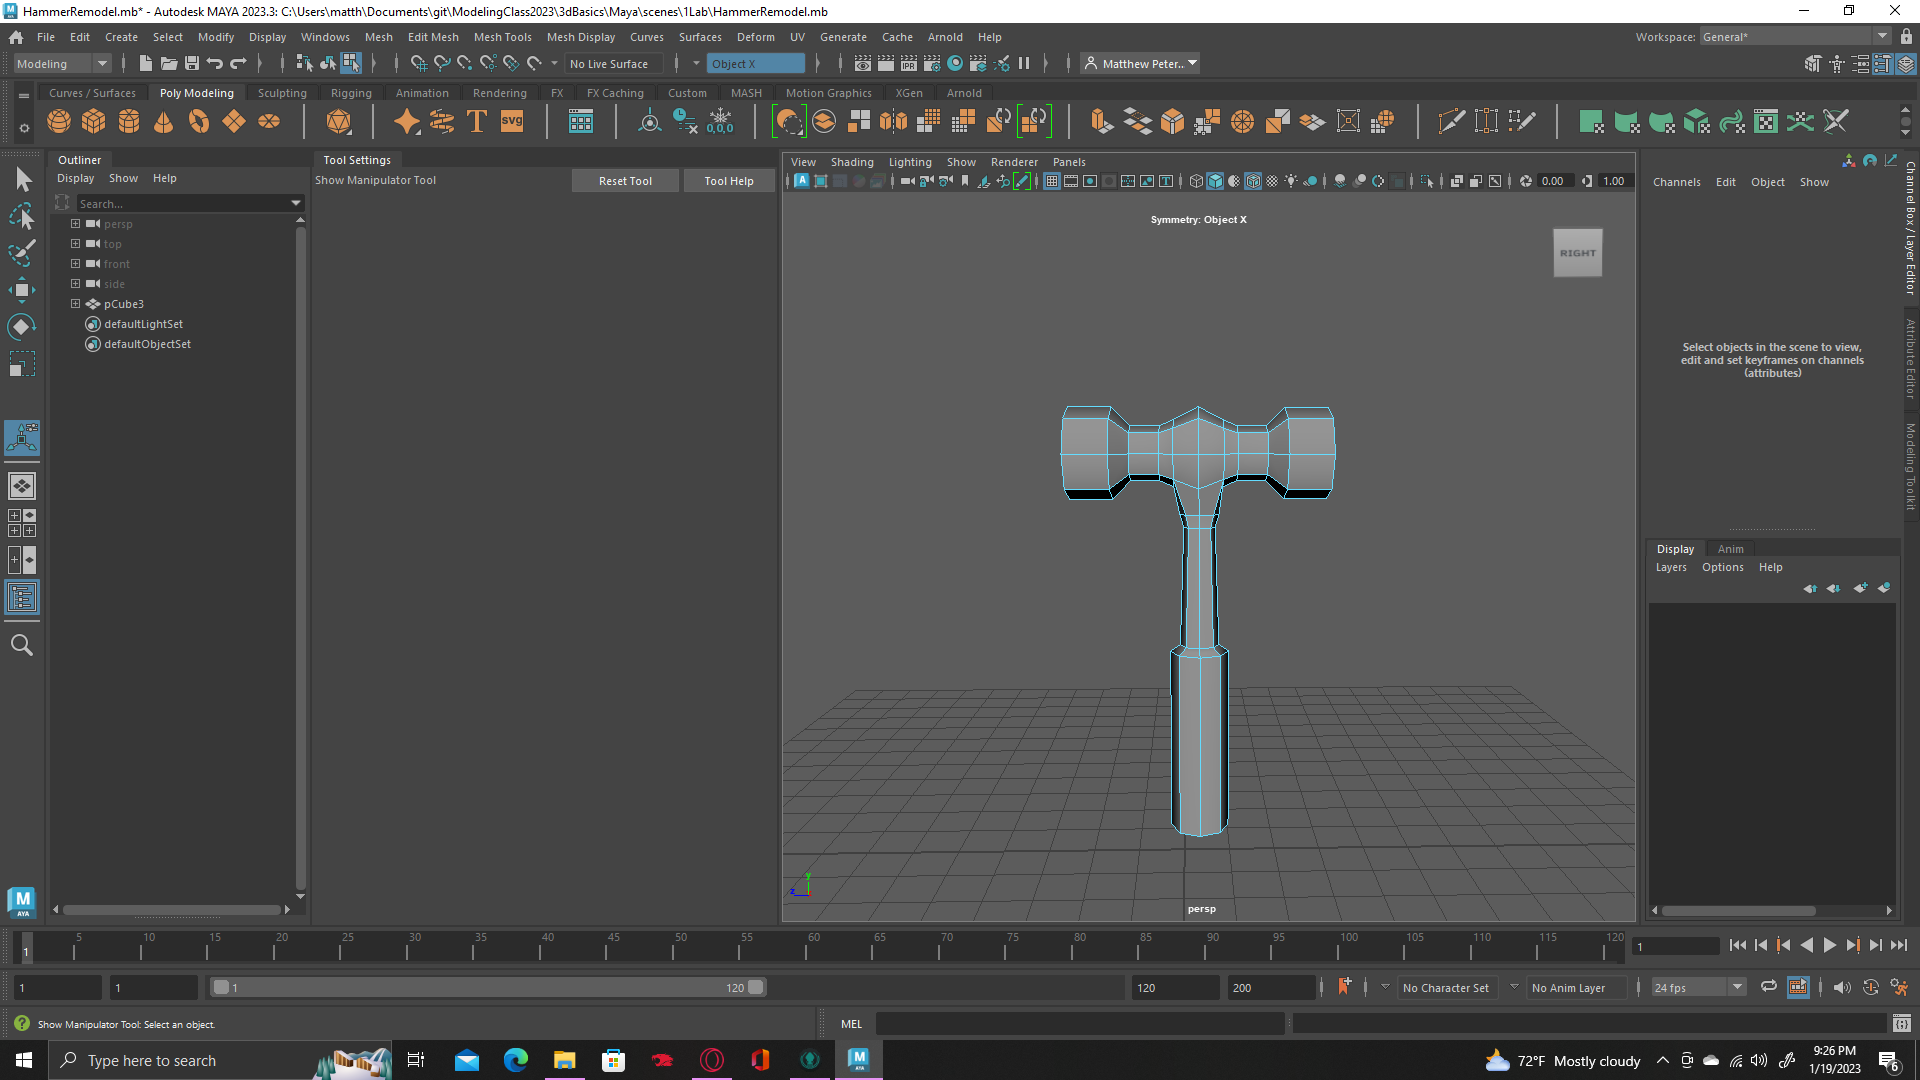 HammerRemodel.mb* - Autodesk MAYA 2023.3: C:\Users\matth\Documents\git\ModelingClass2023\3dBasics\Maya\scenes\1Lab\HammerRemodel.mb
File Edit Create Select Modify Display Windows Mesh Edit Mesh Mesh Tools Mesh Display Curves Surfaces Deform UV Generate Cache Arnold Help Workspace: General*
Modeling No Live Surface Object X IPR Matthew Peter..
Curves / Surfaces Poly Modeling Sculpting Rigging Animation Rendering FX FX Caching Custom MASH Motion Graphics XGen Arnold
T svg 0,0,0
Outliner
Display Show Help
Search...
persp
top
front
side
pCube3
defaultLightSet
defaultObjectSet
Tool Settings
Show Manipulator Tool Reset Tool Tool Help
View Shading Lighting Show Renderer Panels
0.00 1.00
Symmetry: Object X
RIGHT
y
z
persp
Channels Edit Object Show
Select objects in the scene to view,
edit and set keyframes on channels
(attributes)
Channel Box / Layer Editor
Attribute Editor
Modeling Toolkit
Display Anim
Layers Options Help
M
AYA
1 5 10 15 20 25 30 35 40 45 50 55 60 65 70 75 80 85 90 95 100 105 110 115 120 1
1 1 1 120 120 200 No Character Set No Anim Layer 24 fps
Show Manipulator Tool: Select an object. MEL
Type here to search 72°F Mostly cloudy 9:26 PM
1/19/2023 6